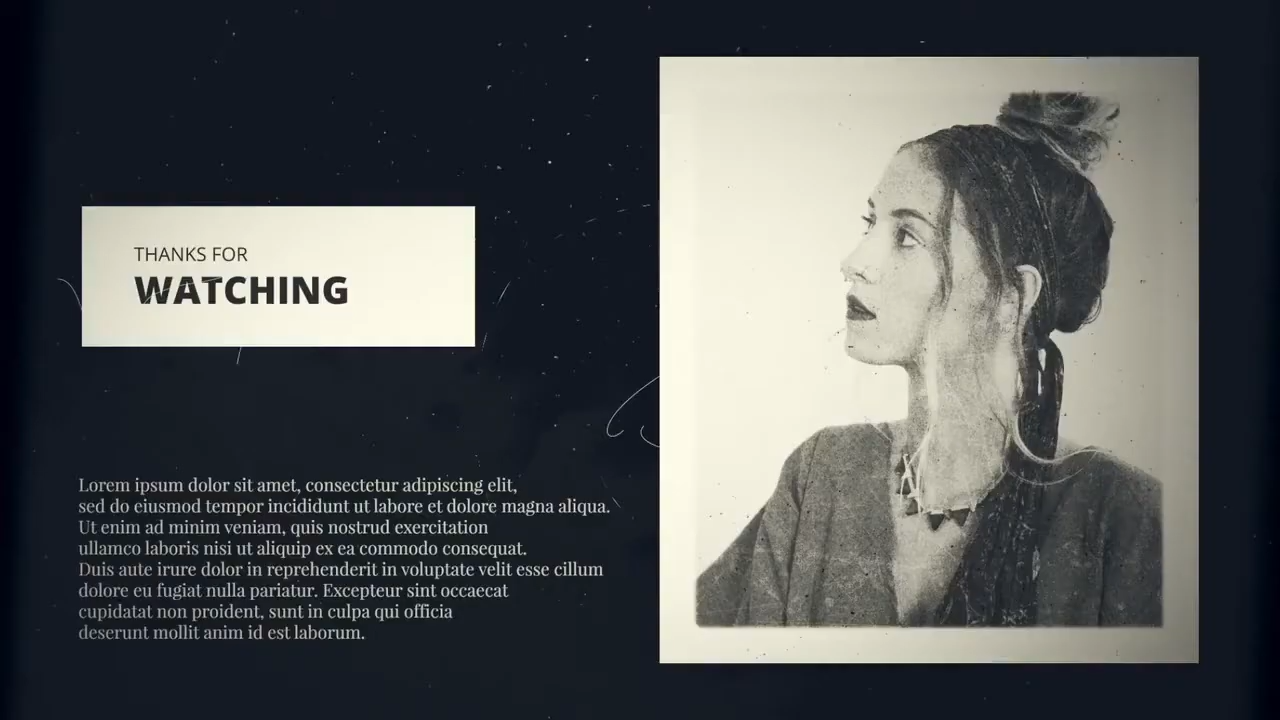 THANKS FOR
WATCHING
Lorem ipsum dolor sit amet, consectetur adipiscing elit,
sed do eiusmod tempor incididunt ut labore et dolore magna aliqua.
Ut enim ad minim veniam, quis nostrud exercitation
ullamco laboris nisi ut aliquip ex ea commodo consequat.
Duis aute irure dolor in reprehenderit in voluptate velit esse cillum
dolore eu fugiat nulla pariatur. Excepteur sint occaecat
cupidatat non proident, sunt in culpa qui officia
deserunt mollit anim id est laborum.